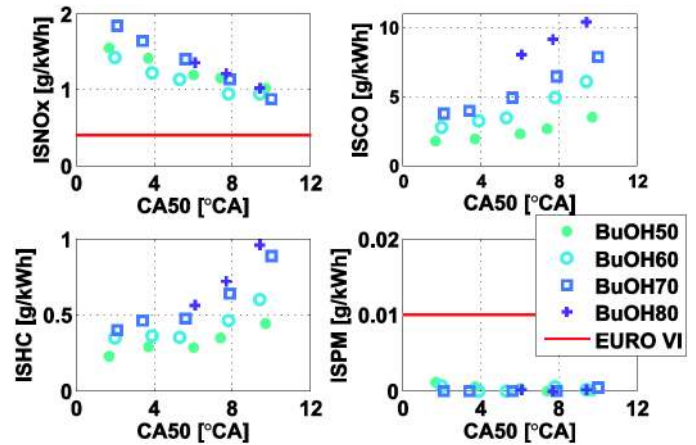 2
1
0
ISNOx [g/kWh]
0 4 8 12
CA50 [°CA]
10
5
0
ISCO [g/kWh]
0 4 8 12
CA50 [°CA]
1
0.5
0
ISHC [g/kWh]
0 4 8 12
CA50 [°CA]
0.02
0.01
0
ISPM [g/kWh]
0 4 8 12
CA50 [°CA]
BuOH50
BuOH60
BuOH70
BuOH80
EURO VI